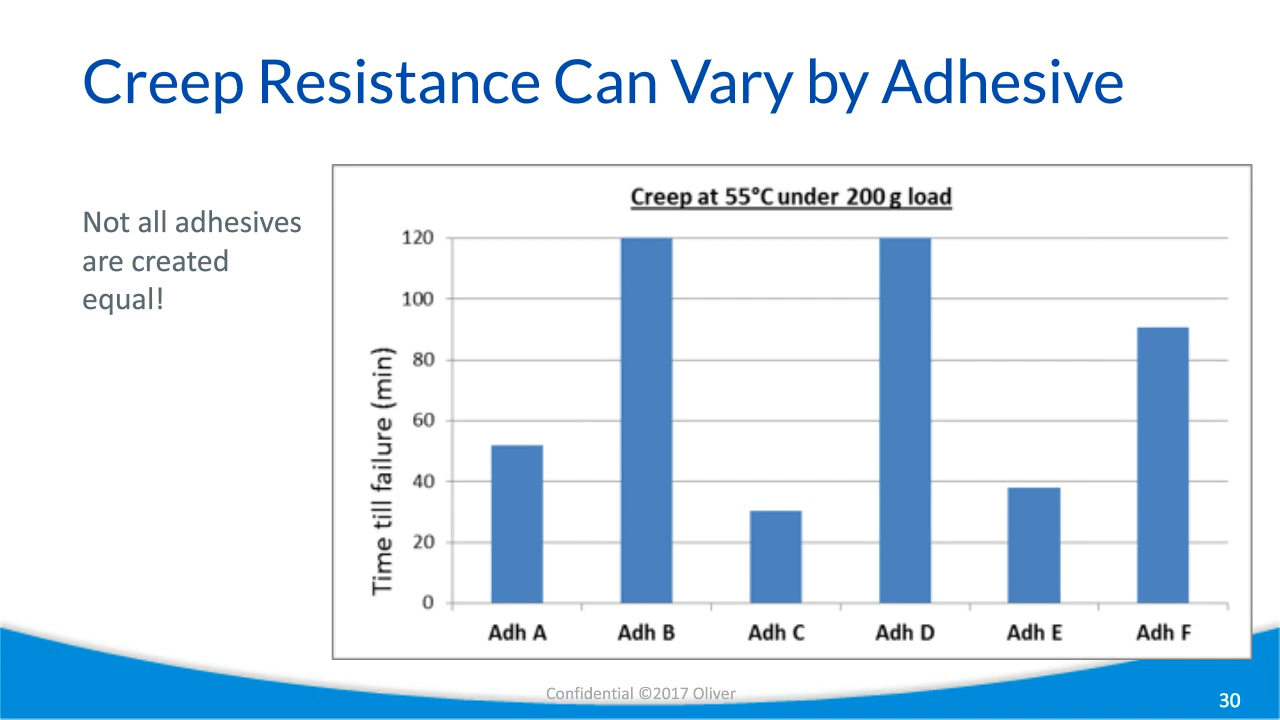 Creep Resistance Can Vary by Adhesive
Not all adhesives
are created
equal!
Creep at 55°C under 200 g load
Time till failure (min)
120
100
80
60
40
20
0
Adh A Adh B Adh C Adh D Adh E Adh F
Confidential ©2017 Oliver
30